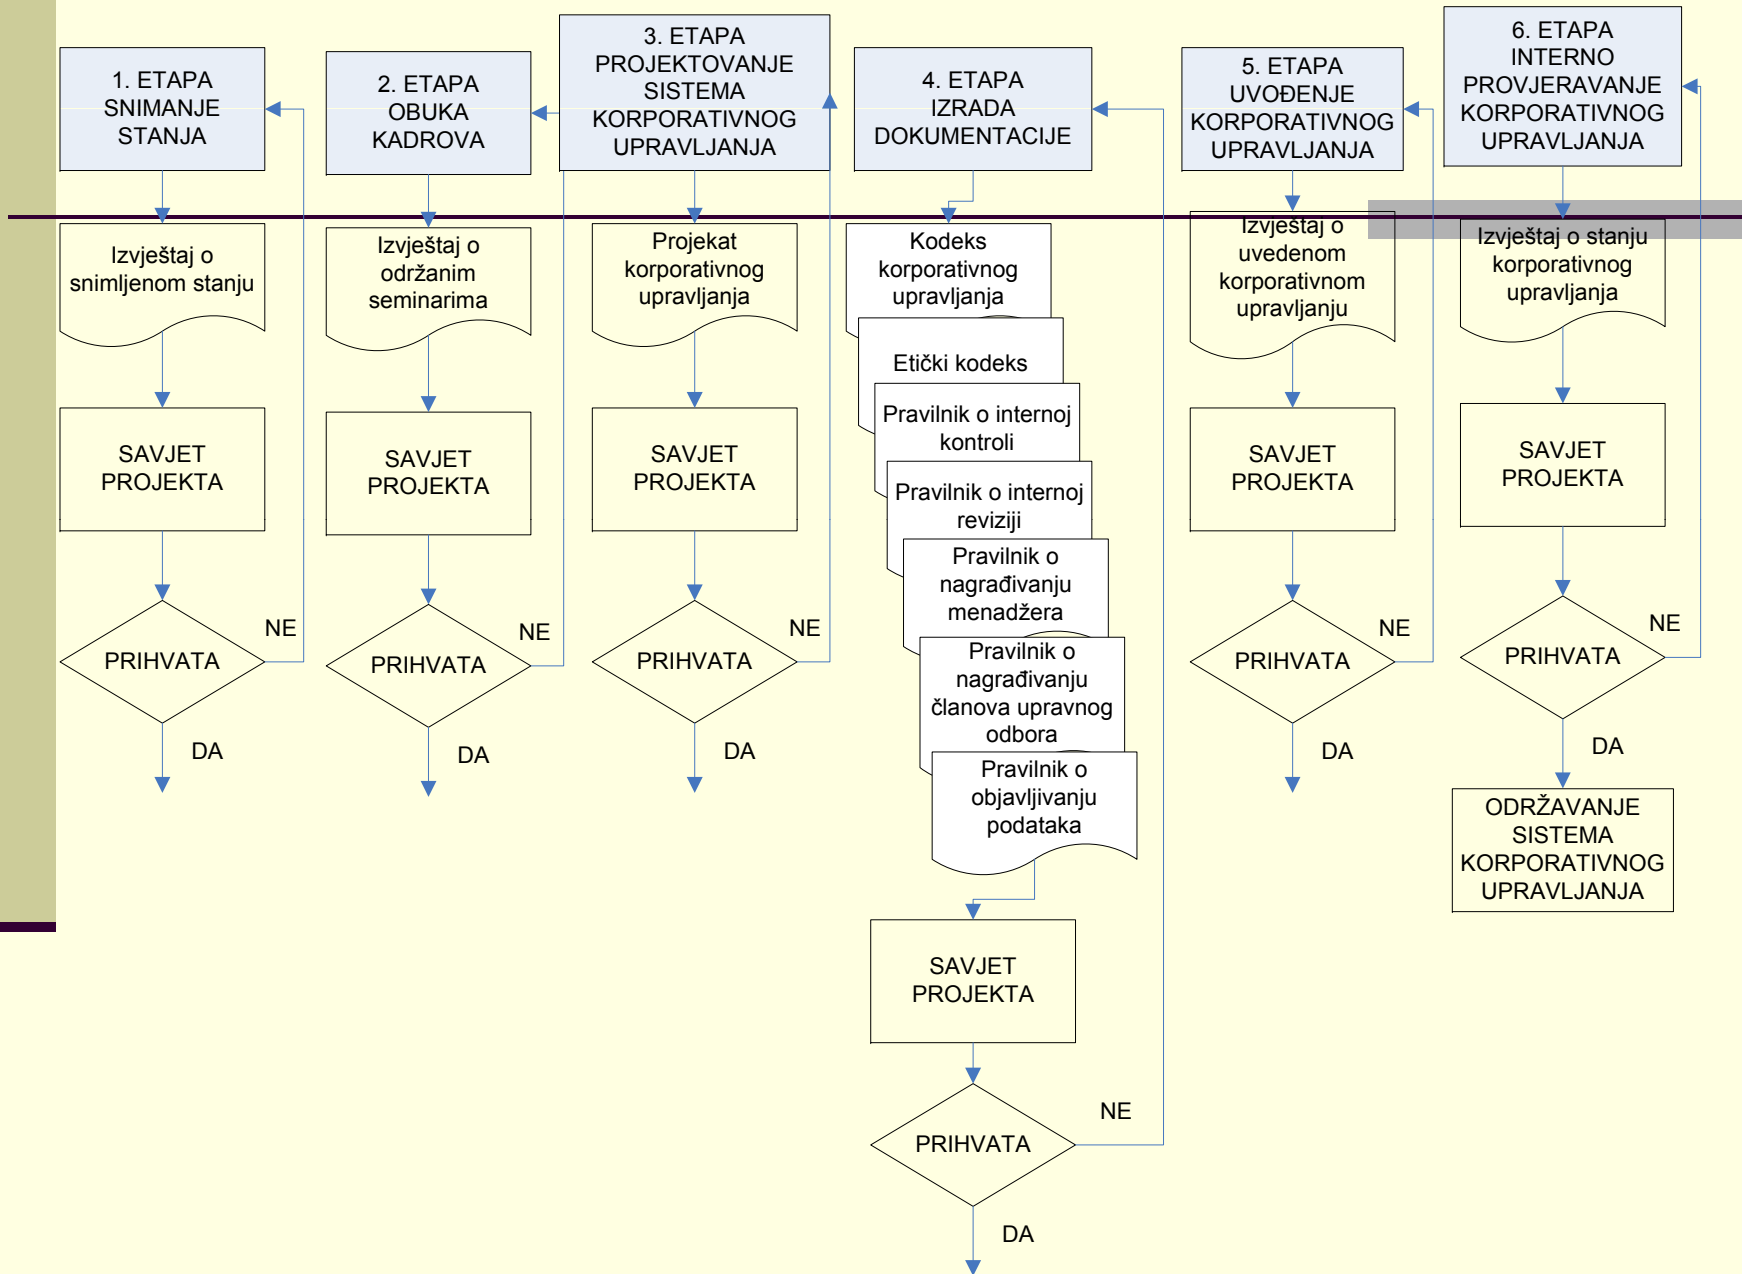 1. ETAPA
SNIMANJE
STANJA
Izvještaj o
snimljenom stanju
SAVJET
PROJEKTA
PRIHVATA
NE
DA
2. ETAPA
OBUKA
KADROVA
Izvještaj o
održanim
seminarima
SAVJET
PROJEKTA
PRIHVATA
NE
DA
3. ETAPA
PROJEKTOVANJE
SISTEMA
KORPORATIVNOG
UPRAVLJANJA
Projekat
korporativnog
upravljanja
SAVJET
PROJEKTA
PRIHVATA
NE
DA
4. ETAPA
IZRADA
DOKUMENTACIJE
Kodeks
korporativnog
upravljanja
Etički kodeks
Pravilnik o internoj
kontroli
Pravilnik o internoj
reviziji
Pravilnik o
nagrađivanju
menadžera
Pravilnik o
nagrađivanju
članova upravnog
odbora
Pravilnik o
objavljivanju
podataka
SAVJET
PROJEKTA
PRIHVATA
NE
DA
5. ETAPA
UVOĐENJE
KORPORATIVNOG
UPRAVLJANJA
Izvještaj o
uvedenom
korporativnom
upravljanju
SAVJET
PROJEKTA
PRIHVATA
NE
DA
6. ETAPA
INTERNO
PROVJERAVANJE
KORPORATIVNOG
UPRAVLJANJA
Izvještaj o stanju
korporativnog
upravljanja
SAVJET
PROJEKTA
PRIHVATA
NE
DA
ODRŽAVANJE
SISTEMA
KORPORATIVNOG
UPRAVLJANJA